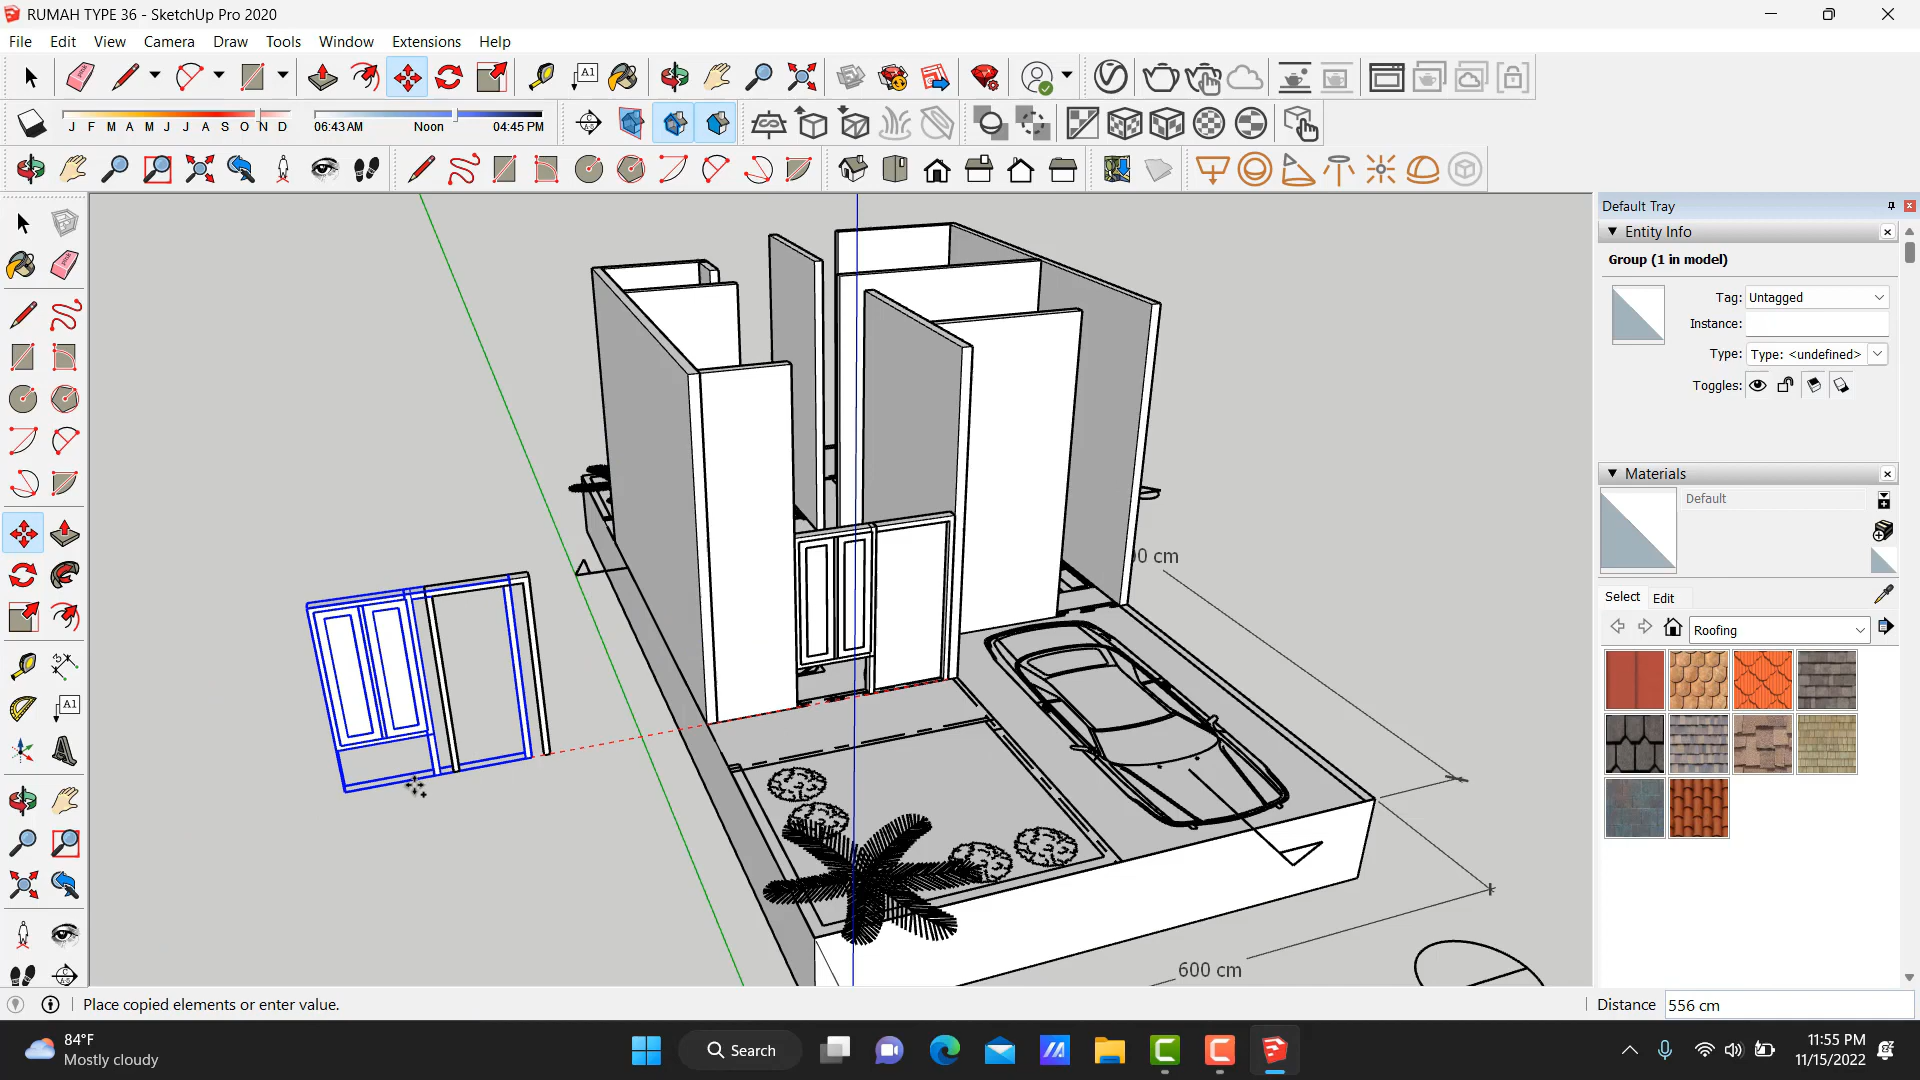 RUMAH TYPE 36 - SketchUp Pro 2020
File Edit View Camera Draw Tools Window Extensions Help
A1
J F M A M J J A S O N D
06:43 AM Noon 04:45 PM
Default Tray
Entity Info
Group (1 in model)
Tag: Untagged
Instance:
Type: Type: <undefined>
Toggles:
Materials
Default
Select Edit
Roofing
A1
00 cm
600 cm
Place copied elements or enter value.
Distance 556 cm
84°F
Mostly cloudy
Search
11:55 PM
11/15/2022